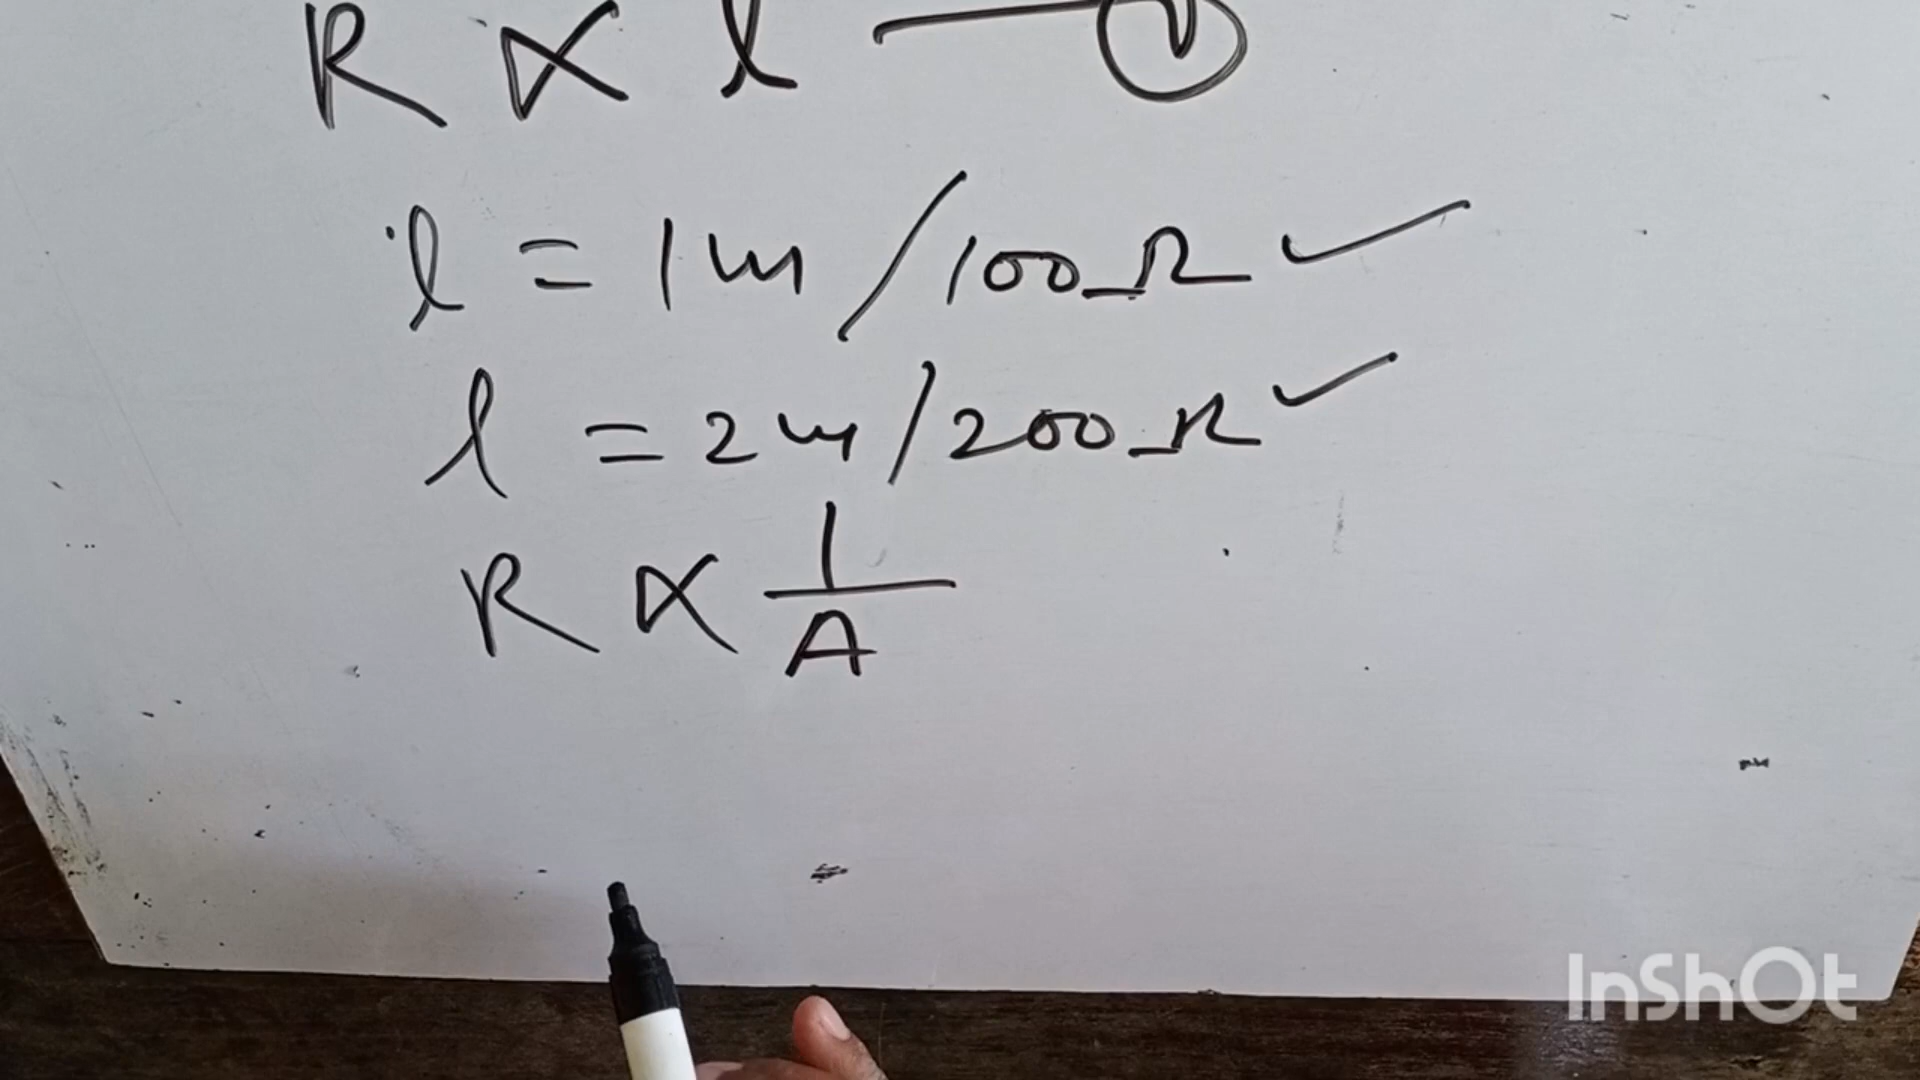 R ∝ l — 1
l = 1m/100Ω ✓
l = 2m/200Ω ✓
R ∝ 1/A
InShOt